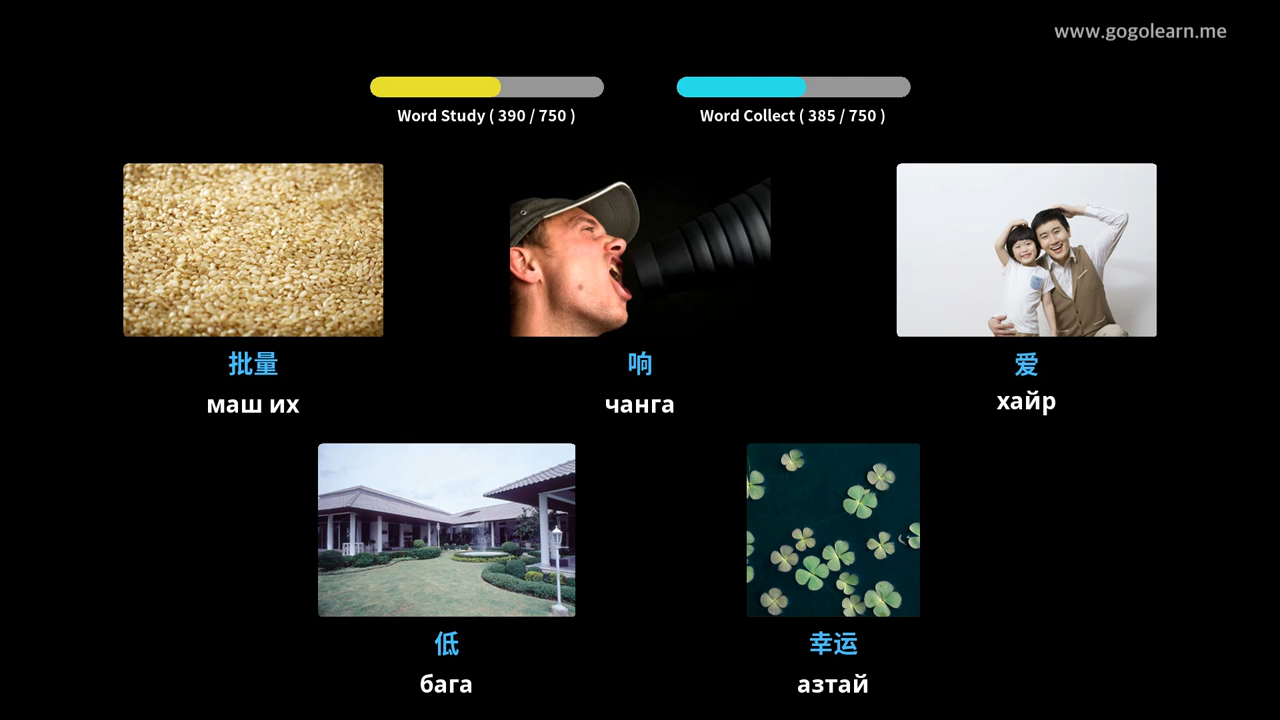 www.gogolearn.me
Word Study ( 390 / 750 )
Word Collect ( 385 / 750 )
批量
маш их
响
чанга
爱
хайр
低
бага
幸运
азтай